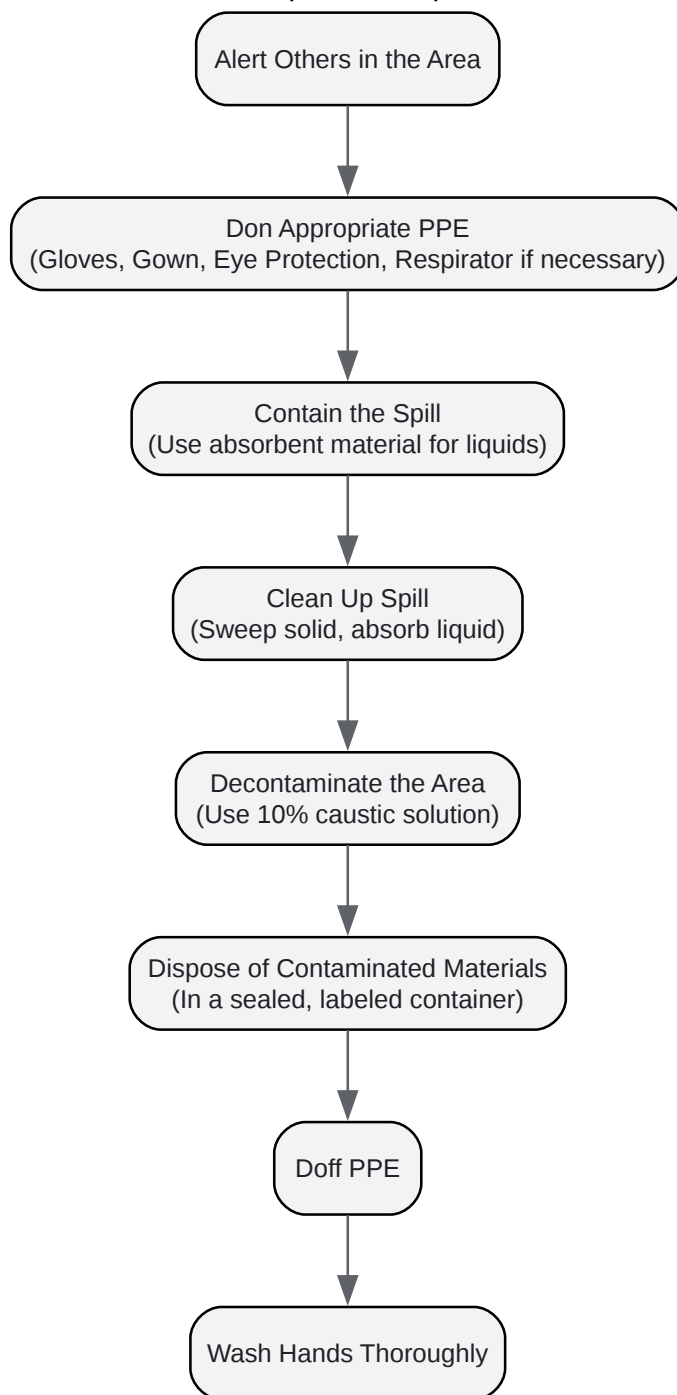 Alert Others in the Area
Don Appropriate PPE
(Gloves, Gown, Eye Protection, Respirator if necessary)
Contain the Spill
(Use absorbent material for liquids)
Clean Up Spill
(Sweep solid, absorb liquid)
Decontaminate the Area
(Use 10% caustic solution)
Dispose of Contaminated Materials
(In a sealed, labeled container)
Doff PPE
Wash Hands Thoroughly